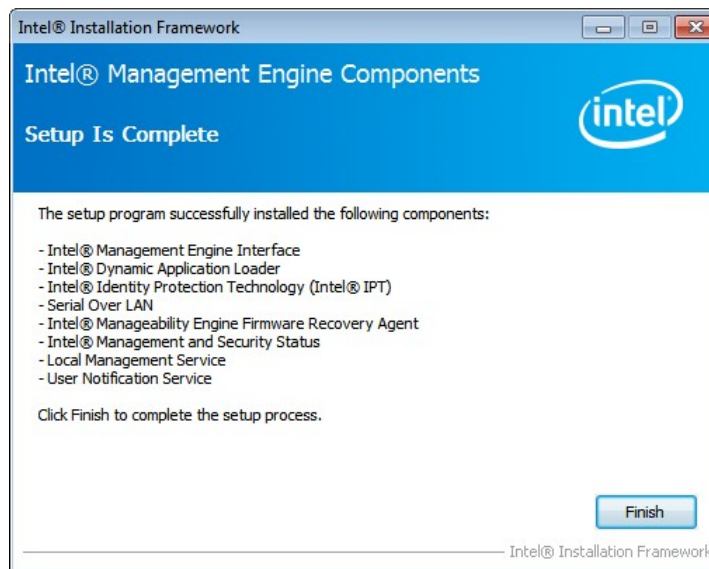 Intel® Installation Framework
Intel® Management Engine Components
intel®
Setup Is Complete
The setup program successfully installed the following components:
- Intel® Management Engine Interface
- Intel® Dynamic Application Loader
- Intel® Identity Protection Technology (Intel® IPT)
- Serial Over LAN
- Intel® Manageability Engine Firmware Recovery Agent
- Intel® Management and Security Status
- Local Management Service
- User Notification Service
Click Finish to complete the setup process.
Finish
Intel® Installation Framework